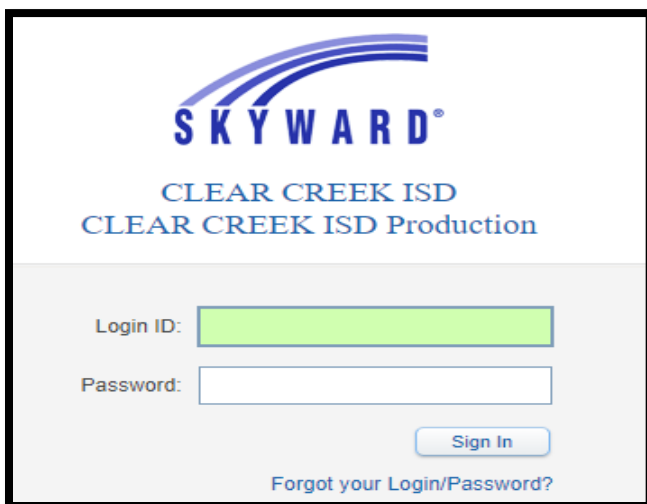 SKYWARD®
CLEAR CREEK ISD
CLEAR CREEK ISD Production
Login ID:
Password:
Sign In
Forgot your Login/Password?